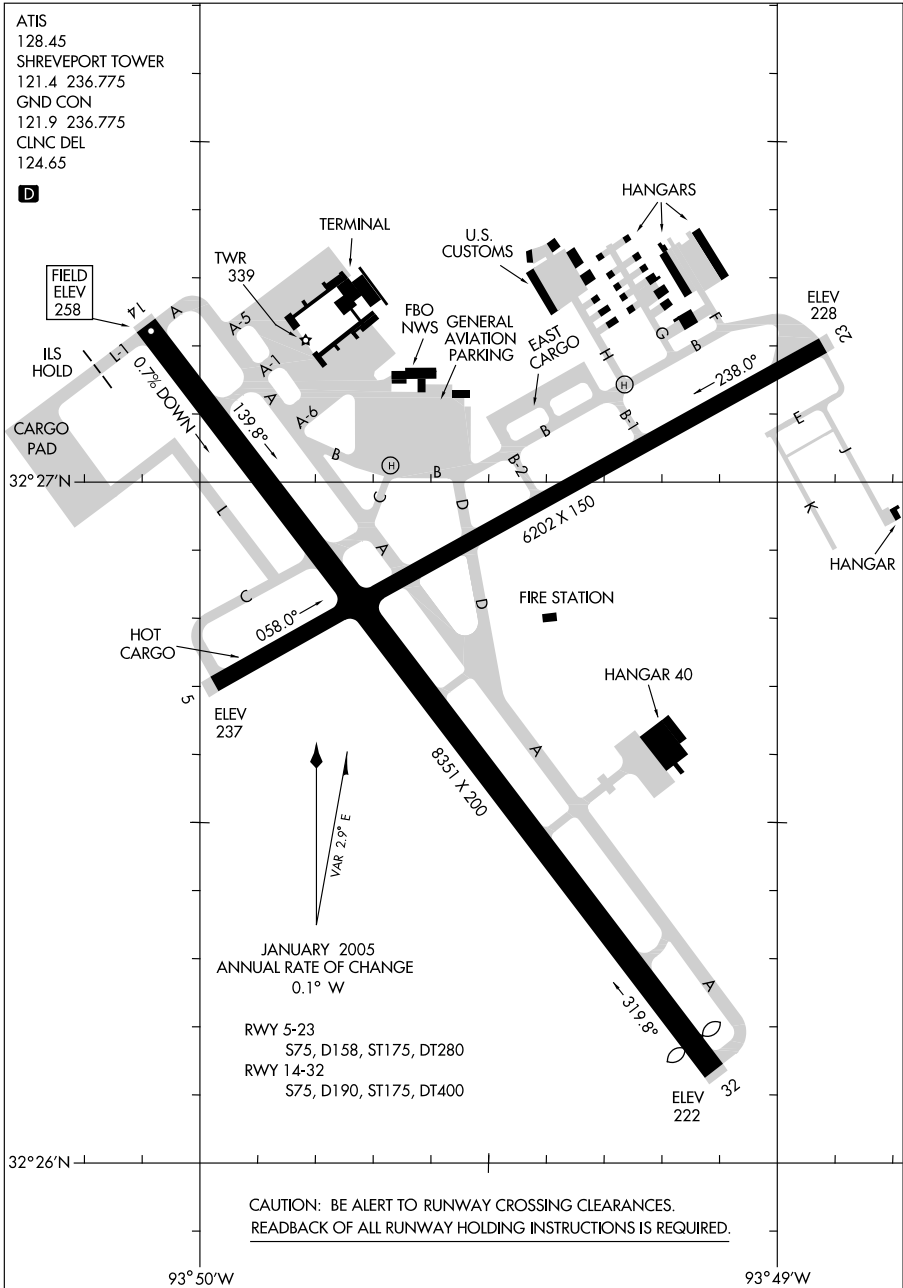 ATIS
128.45
SHREVEPORT TOWER
121.4 236.775
GND CON
121.9 236.775
CLNC DEL
124.65
D
HANGARS
TERMINAL
U.S.
CUSTOMS
TWR
339
FIELD
ELEV
258
14
A
A-5
FBO
NWS
GENERAL
AVIATION
PARKING
EAST
CARGO
F
G
B
H
ELEV
228
23
ILS
HOLD
L-1
0.7% DOWN
A-1
A
139.8°
A-6
H
238.0°
B-1
E
CARGO
PAD
B
B
B
B-2
J
32°27'N
H
C
D
K
6202 X 150
L
A
HANGAR
C
058.0°
D
FIRE STATION
HOT
CARGO
HANGAR 40
5
ELEV
237
A
8351 X 200
VAR 2.9° E
JANUARY 2005
ANNUAL RATE OF CHANGE
0.1° W
A
319.8°
RWY 5-23
S75, D158, ST175, DT280
RWY 14-32
S75, D190, ST175, DT400
32
ELEV
222
32°26'N
CAUTION: BE ALERT TO RUNWAY CROSSING CLEARANCES.
READBACK OF ALL RUNWAY HOLDING INSTRUCTIONS IS REQUIRED.
93°50'W
93°49'W